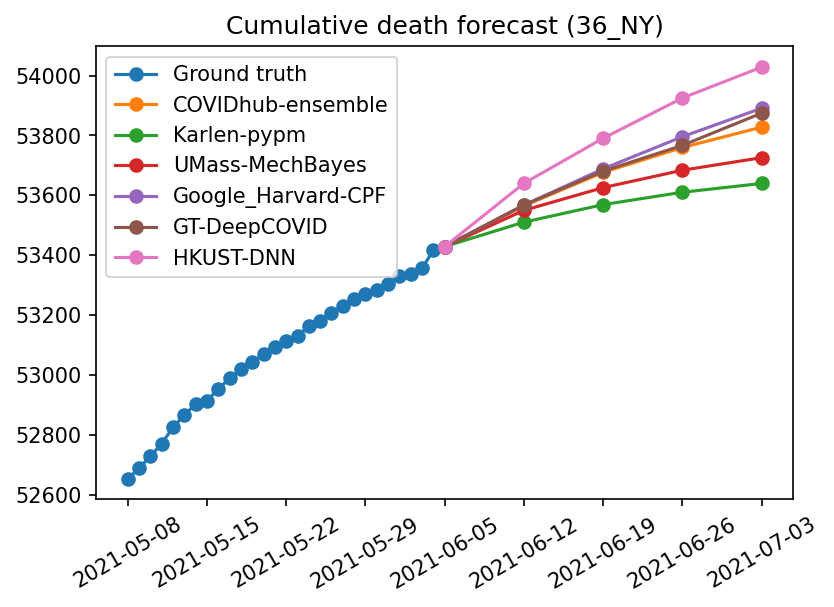 Cumulative death forecast (36_NY)
54000
53800
53600
53400
53200
53000
52800
52600
Ground truth
COVIDhub-ensemble
Karlen-pypm
UMass-MechBayes
Google_Harvard-CPF
GT-DeepCOVID
HKUST-DNN
2021-05-08
2021-05-15
2021-05-22
2021-05-29
2021-06-05
2021-06-12
2021-06-19
2021-06-26
2021-07-03